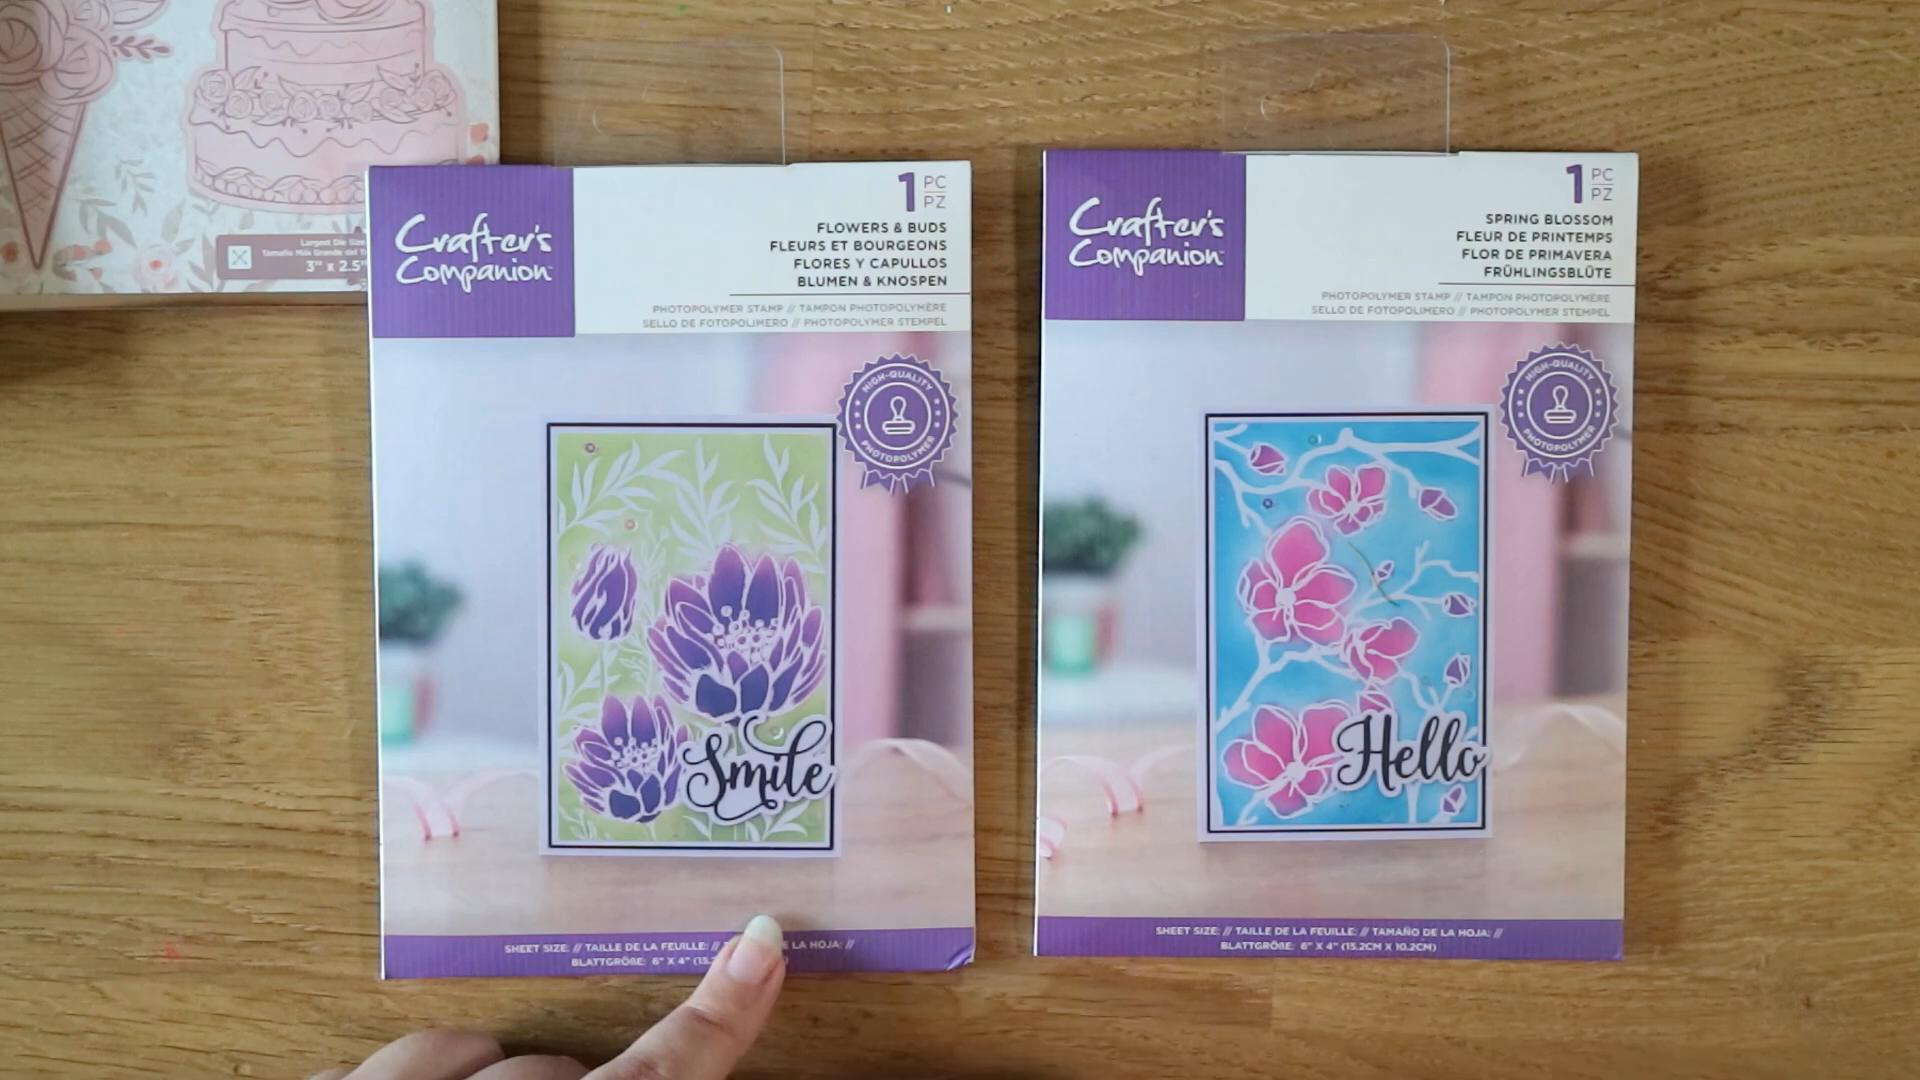 Largest Die Size
3" x 2.5"
Crafter's
Companion
1 PC
PZ
FLOWERS & BUDS
FLEURS ET BOURGEONS
FLORES Y CAPULLOS
BLUMEN & KNOSPEN
PHOTOPOLYMER STAMP // TAMPON PHOTOPOLYMÈRE
SELLO DE FOTOPOLIMERO // PHOTOPOLYMER STEMPEL
HIGH-QUALITY
PHOTOPOLYMER
Smile
SHEET SIZE: // TAILLE DE LA FEUILLE: // LA HOJA: //
BLATTGRÖßE: 6" X 4"
Crafter's
Companion
1 PC
PZ
SPRING BLOSSOM
FLEUR DE PRINTEMPS
FLOR DE PRIMAVERA
FRÜHLINGSBLÜTE
PHOTOPOLYMER STAMP // TAMPON PHOTOPOLYMÈRE
SELLO DE FOTOPOLIMERO // PHOTOPOLYMER STEMPEL
HIGH-QUALITY
PHOTOPOLYMER
Hello
SHEET SIZE: // TAILLE DE LA FEUILLE: // TAMAÑO DE LA HOJA: //
BLATTGRÖßE: 6" X 4" (15.2CM X 10.2CM)